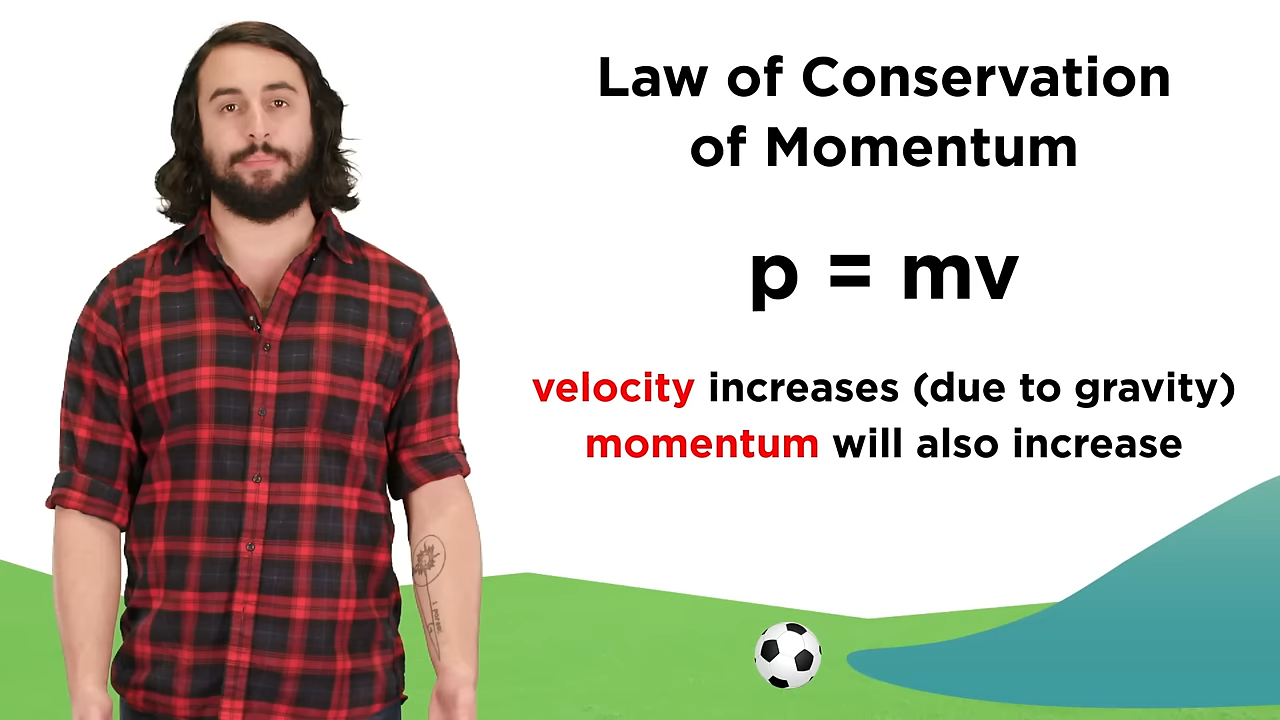 Law of Conservation
of Momentum
p = mv
velocity increases (due to gravity)
momentum will also increase